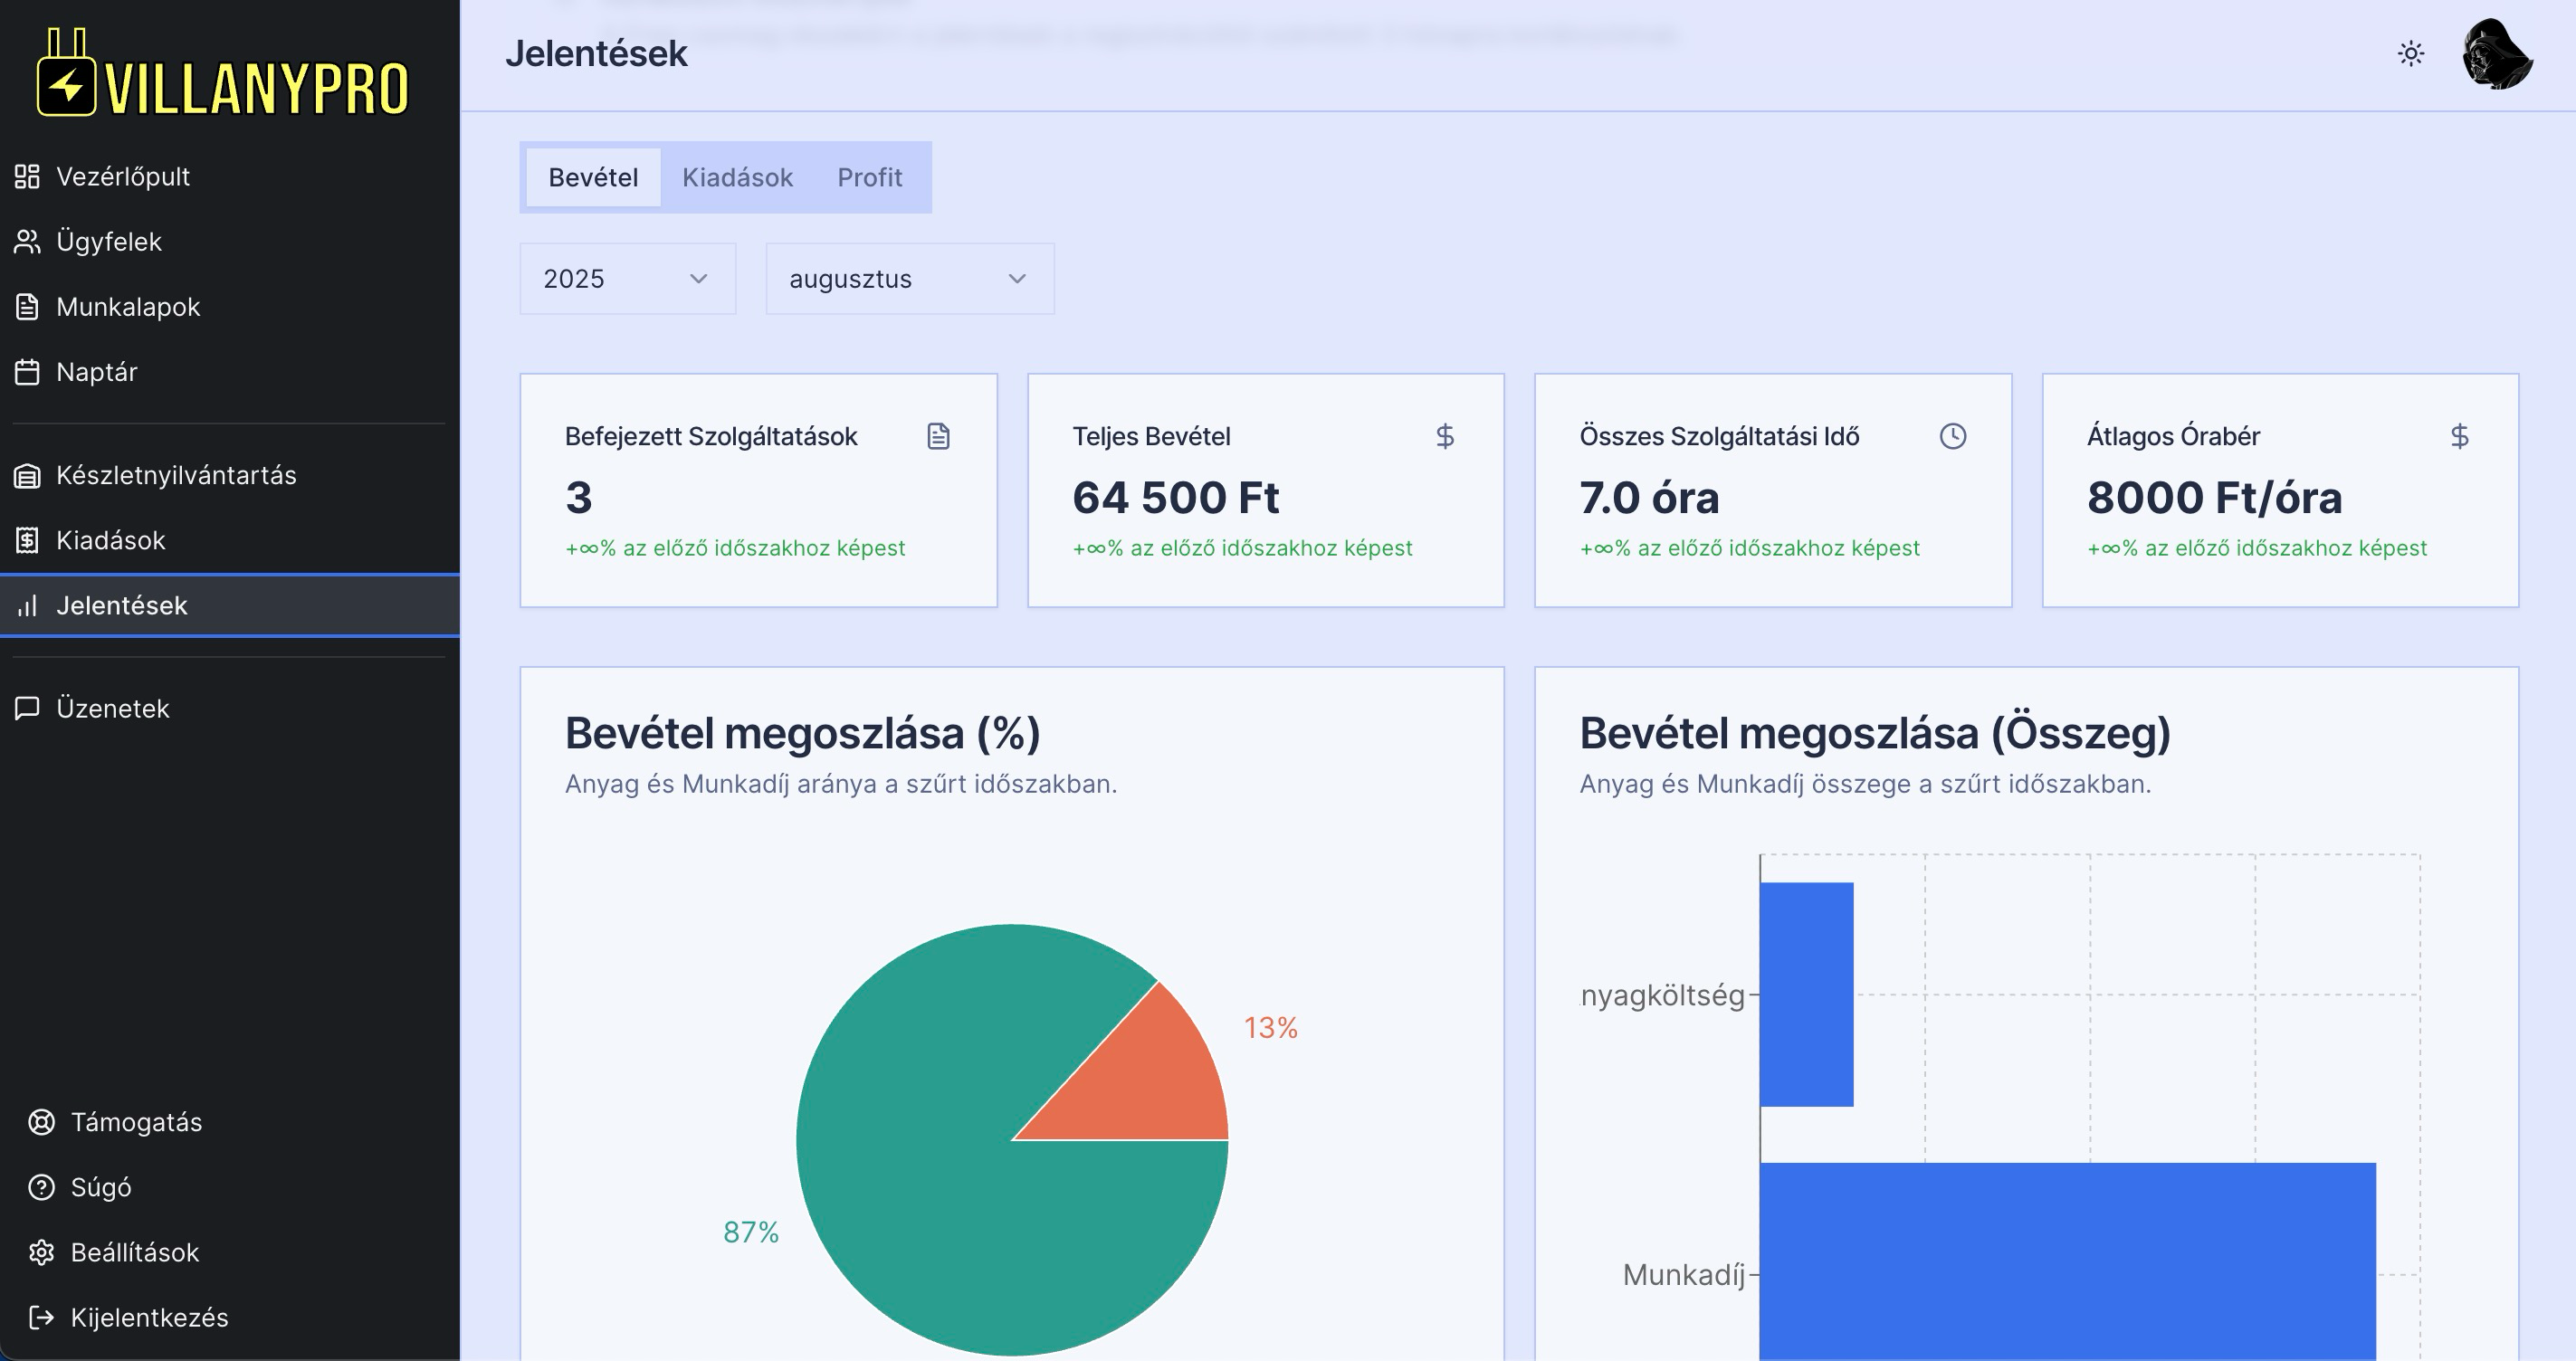 VILLANYPRO
Vezérlőpult
Ügyfelek
Munkalapok
Naptár
Készletnyilvántartás
Kiadások
Jelentések
Üzenetek
Támogatás
Súgó
Beállítások
Kijelentkezés
Jelentések
Bevétel Kiadások Profit
2025 augusztus
Befejezett Szolgáltatások
3
+∞% az előző időszakhoz képest
Teljes Bevétel
64 500 Ft
+∞% az előző időszakhoz képest
Összes Szolgáltatási Idő
7.0 óra
+∞% az előző időszakhoz képest
Átlagos Órabér
8000 Ft/óra
+∞% az előző időszakhoz képest
Bevétel megoszlása (%)
Anyag és Munkadíj aránya a szűrt időszakban.
13%
87%
Bevétel megoszlása (Összeg)
Anyag és Munkadíj összege a szűrt időszakban.
nyagköltség
Munkadíj